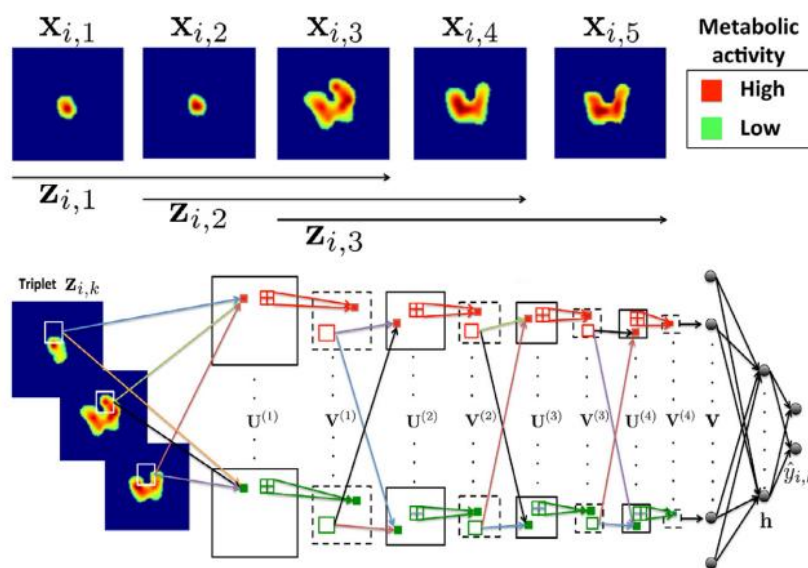 x_{i,1} x_{i,2} x_{i,3} x_{i,4} x_{i,5}
Metabolic
activity
High
Low
z_{i,1}
z_{i,2}
z_{i,3}
Triplet z_{i,k}
U^{(1)} V^{(1)} U^{(2)} V^{(2)} U^{(3)} V^{(3)} U^{(4)} V^{(4)} V
h